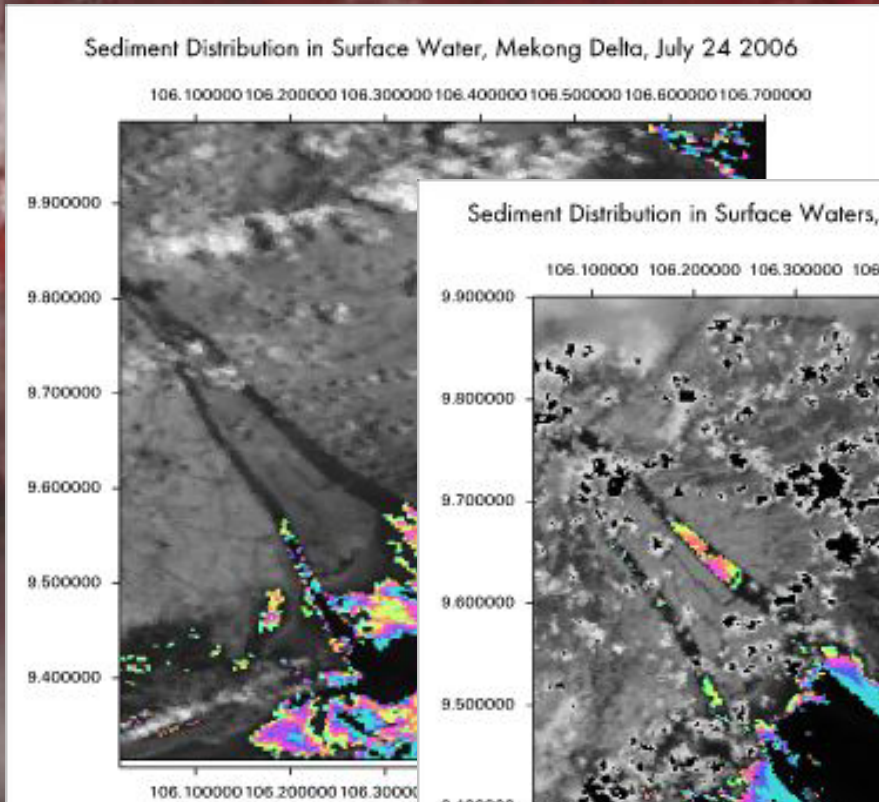 Sediment Distribution in Surface Water, Mekong Delta, July 24 2006
106.100000 106.200000 106.300000 106.400000 106.500000 106.600000 106.700000
9.900000
9.800000
9.700000
9.600000
9.500000
9.400000
106.100000 106.200000 106.30000
Sediment Distribution in Surface Waters,
106.100000 106.200000 106.300000 106
9.900000
9.800000
9.700000
9.600000
9.500000